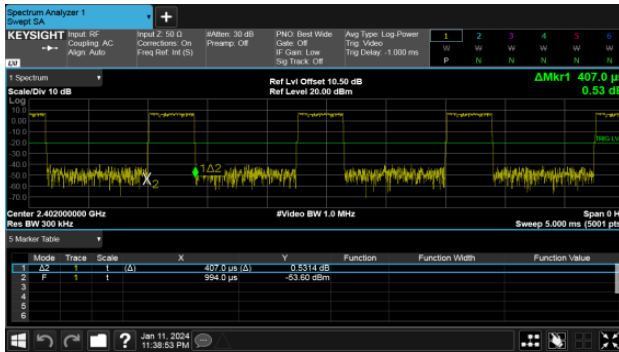 Spectrum Analyzer 1
Swept SA
KEYSIGHT
Input: RF
Coupling: AC
Align: Auto
Input Z: 50 Ω
Corrections: On
Freq Ref: Int (S)
#Atten: 30 dB
Preamp: Off
PNO: Best Wide
Gate: Off
IF Gain: Low
Sig Track: Off
Avg Type: Log-Power
Trig: Video
Trig Delay: -1.000 ms
1 2 3 4 5 6
W W W W W W
P N N N N N
LXI
1 Spectrum
Scale/Div 10 dB
Ref Lvl Offset 10.50 dB
Ref Level 20.00 dBm
ΔMkr1 407.0 µs
0.53 dB
Log
10.0
0.00
-10.0
-20.0
-30.0
-40.0
-50.0
-60.0
-70.0
TRIG LV
1Δ2
X2
Center 2.402000000 GHz
Res BW 300 kHz
#Video BW 1.0 MHz
Span 0 H
Sweep 5.000 ms (5001 pts
5 Marker Table
Mode Trace Scale X Y Function Function Width Function Value
1 Δ2 1 t (Δ) 407.0 µs (Δ) 0.5314 dB
2 F 1 t 994.0 µs -53.60 dBm
3
4
5
6
Jan 11, 2024
11:38:53 PM